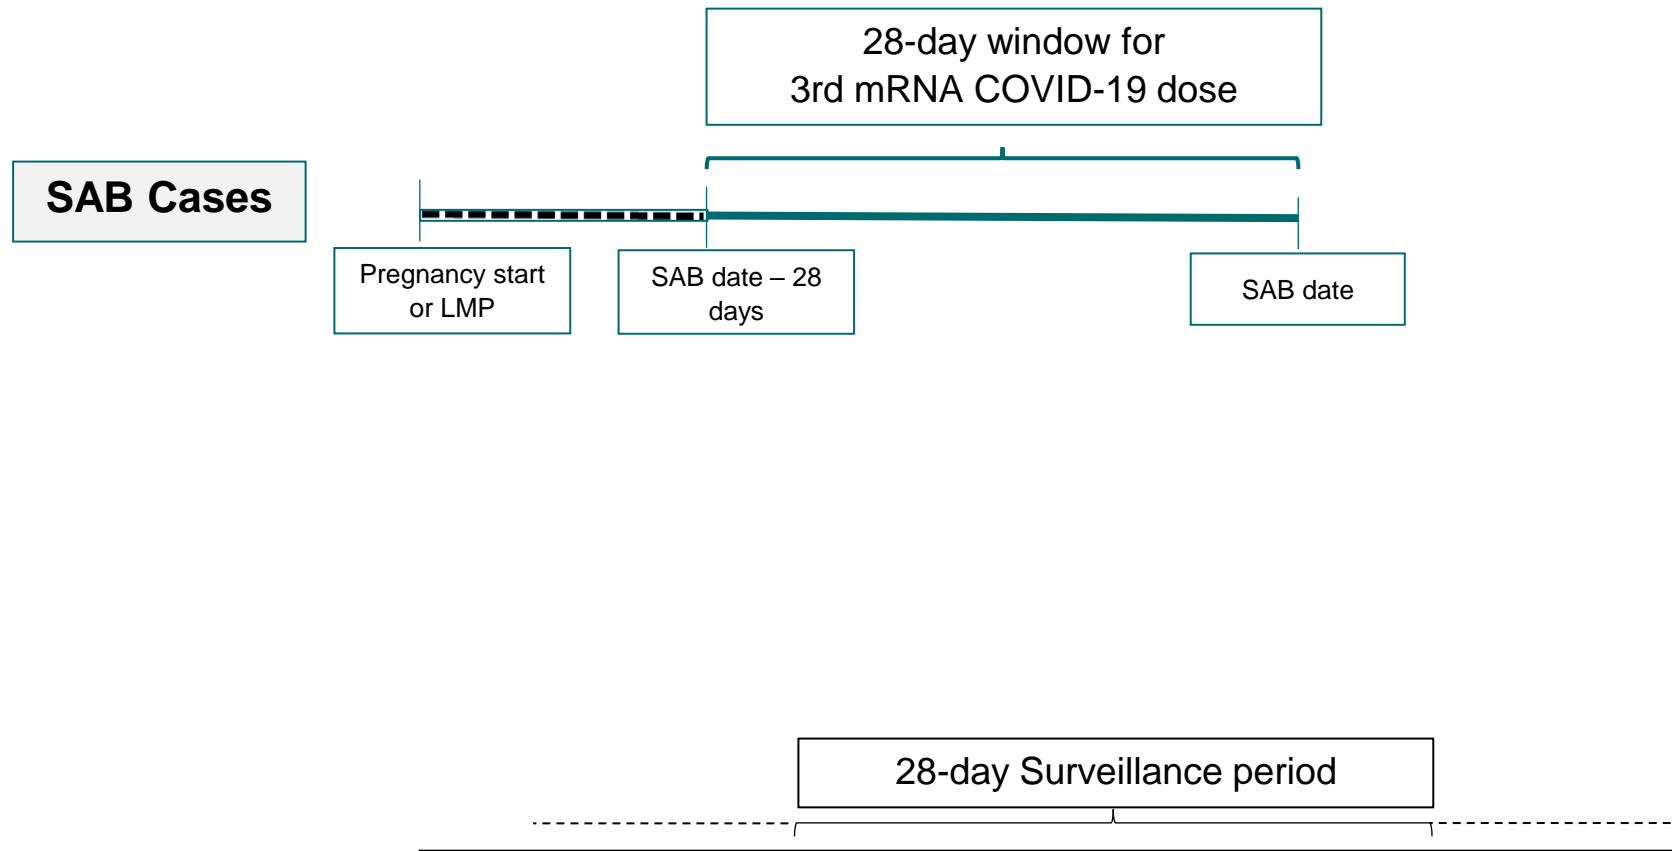 28-day window for
3rd mRNA COVID-19 dose
SAB Cases
Pregnancy start
or LMP
SAB date – 28
days
SAB date
28-day Surveillance period